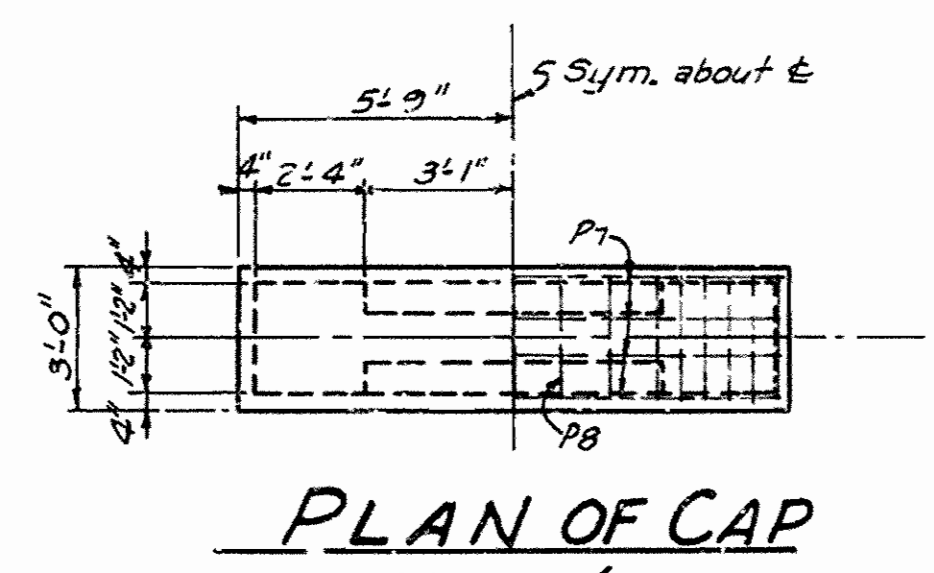 5 Sym. about ℄
5'-9"
4" 2'-4" 3'-1"
P7
4"
1'-2"
3'-0"
1'-2"
4"
P8
PLAN OF CAP